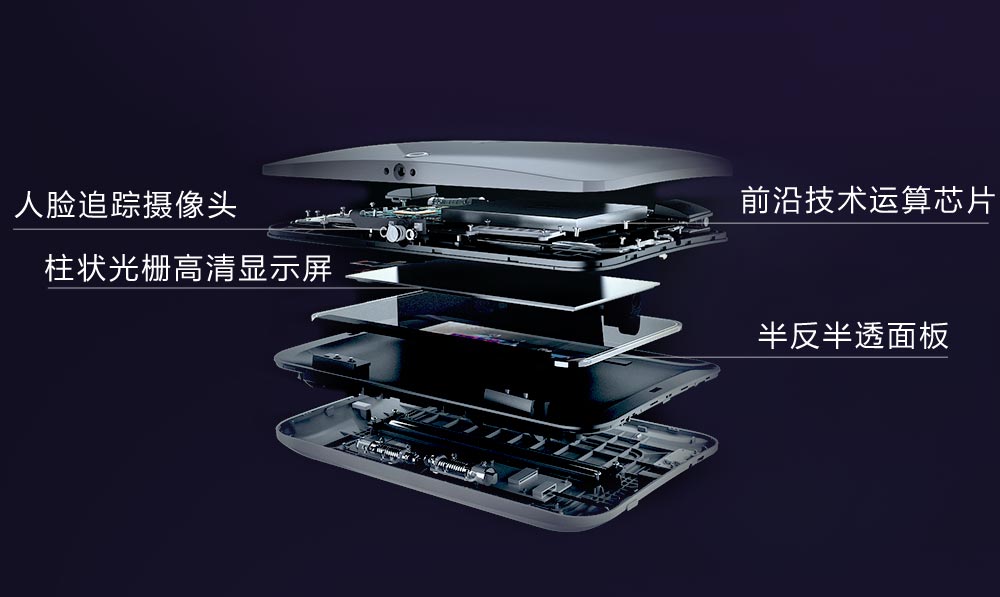 人脸追踪摄像头
前沿技术运算芯片
柱状光栅高清显示屏
半反半透面板